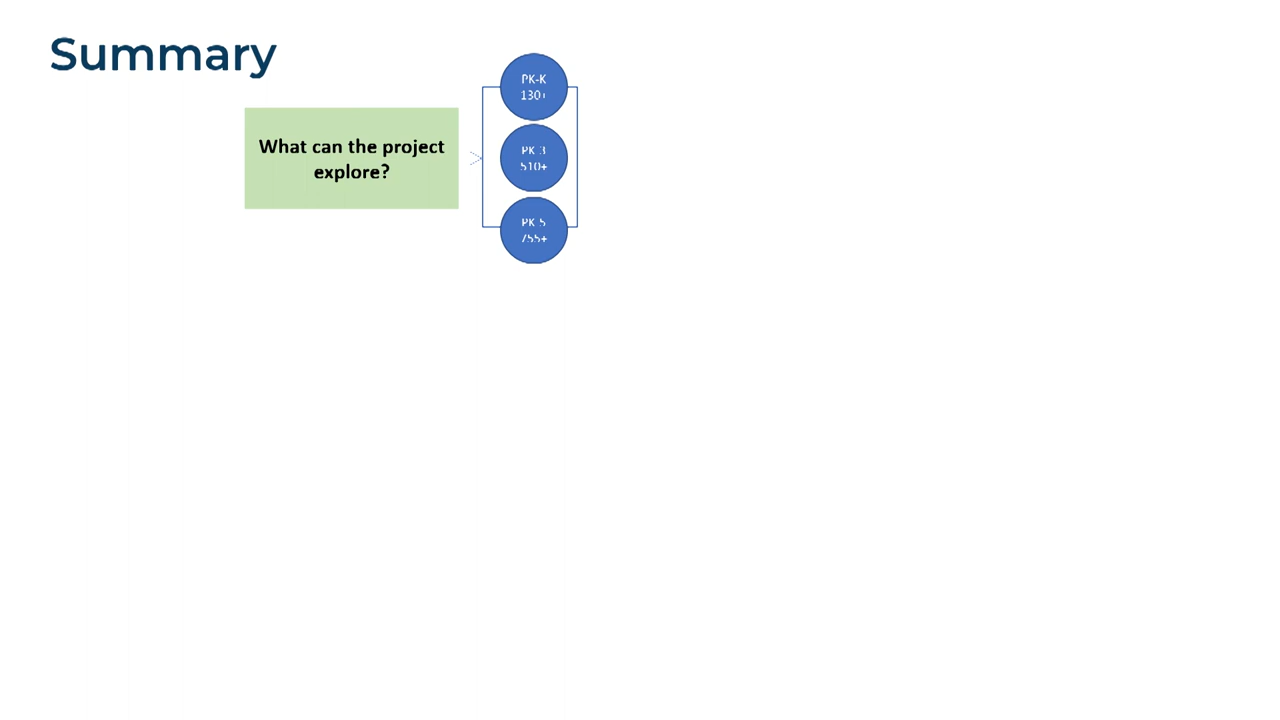 Summary
What can the project
explore?
PK-K
130+
PK 3
510+
PK 5
755+